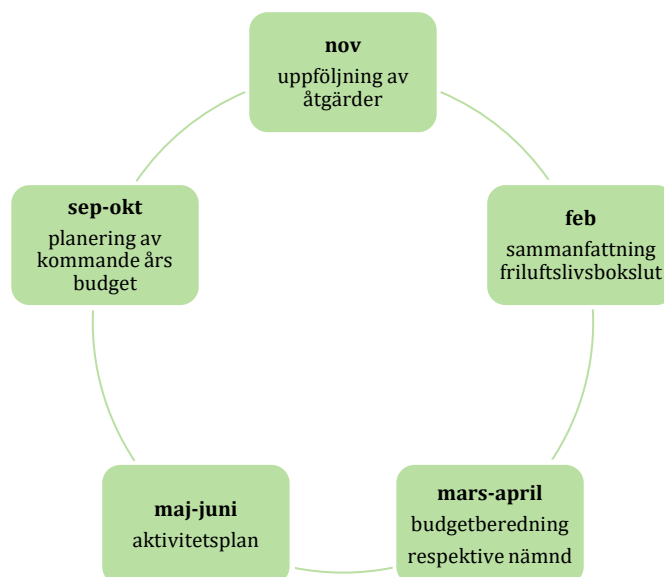 nov
uppföljning av
åtgärder
feb
sammanfattning
friluftslivsbokslut
mars-april
budgetberedning
respektive nämnd
maj-juni
aktivitetsplan
sep-okt
planering av
kommande års
budget